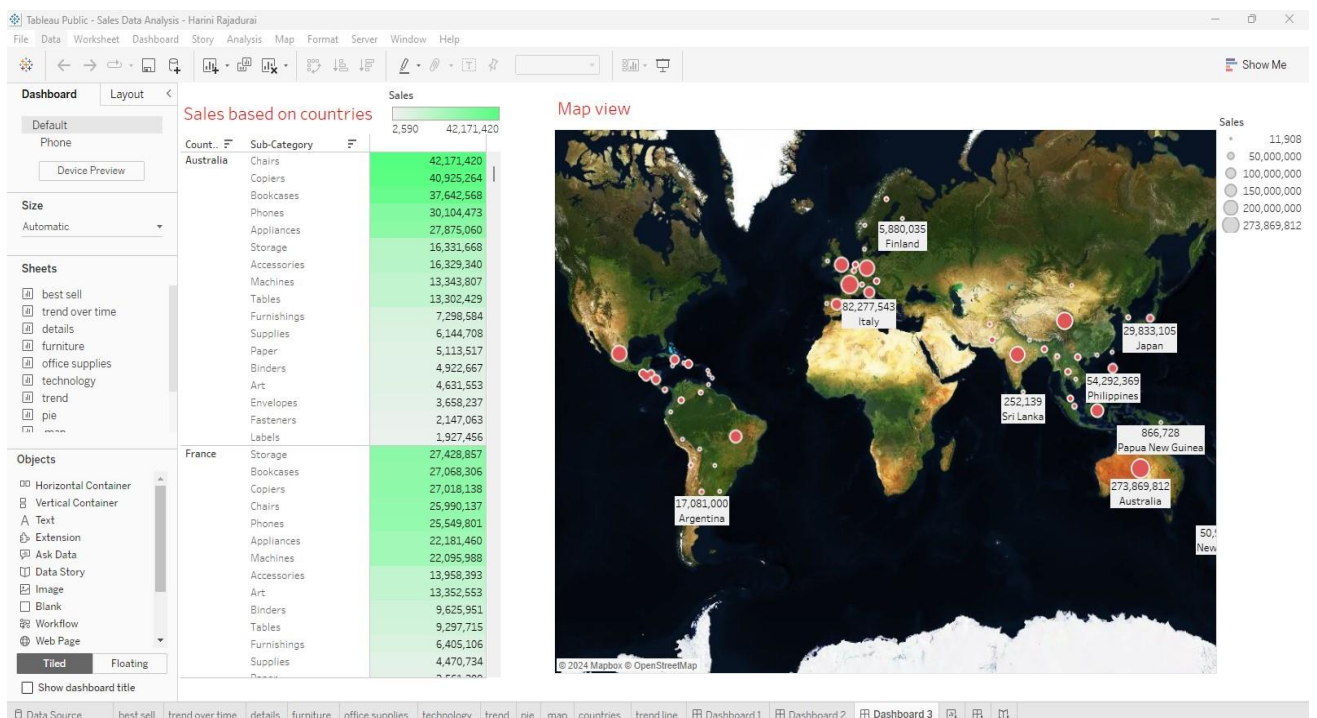 Tableau Public - Sales Data Analysis - Harini Rajadurai
File Data Worksheet Dashboard Story Analysis Map Format Server Window Help
Show Me
Dashboard Layout
Default
Phone
Device Preview
Size
Automatic
Sheets
best sell
trend over time
details
furniture
office supplies
technology
trend
pie
map
Objects
Horizontal Container
Vertical Container
Text
Extension
Ask Data
Data Story
Image
Blank
Workflow
Web Page
Tiled Floating
Show dashboard title
Sales based on countries
Sales
2,590 42,171,420
Count.. Sub-Category
Australia Chairs 42,171,420
Copiers 40,925,264
Bookcases 37,642,568
Phones 30,104,473
Appliances 27,875,060
Storage 16,331,668
Accessories 16,329,340
Machines 13,343,807
Tables 13,302,429
Furnishings 7,298,584
Supplies 6,144,708
Paper 5,113,517
Binders 4,922,667
Art 4,631,553
Envelopes 3,658,237
Fasteners 2,147,063
Labels 1,927,456
France Storage 27,428,857
Bookcases 27,068,306
Copiers 27,018,138
Chairs 25,990,137
Phones 25,549,801
Appliances 22,181,460
Machines 22,095,988
Accessories 13,958,393
Art 13,352,553
Binders 9,625,951
Tables 9,297,715
Furnishings 6,405,106
Supplies 4,470,734
Map view
5,880,035
Finland
82,277,543
Italy
29,833,105
Japan
54,292,369
Philippines
252,139
Sri Lanka
866,728
Papua New Guinea
273,869,812
Australia
17,081,000
Argentina
50,
New
© 2024 Mapbox © OpenStreetMap
Sales
11,908
50,000,000
100,000,000
150,000,000
200,000,000
273,869,812
Data Source best sell trend over time details furniture office supplies technology trend pie map countries trend line Dashboard 1 Dashboard 2 Dashboard 3